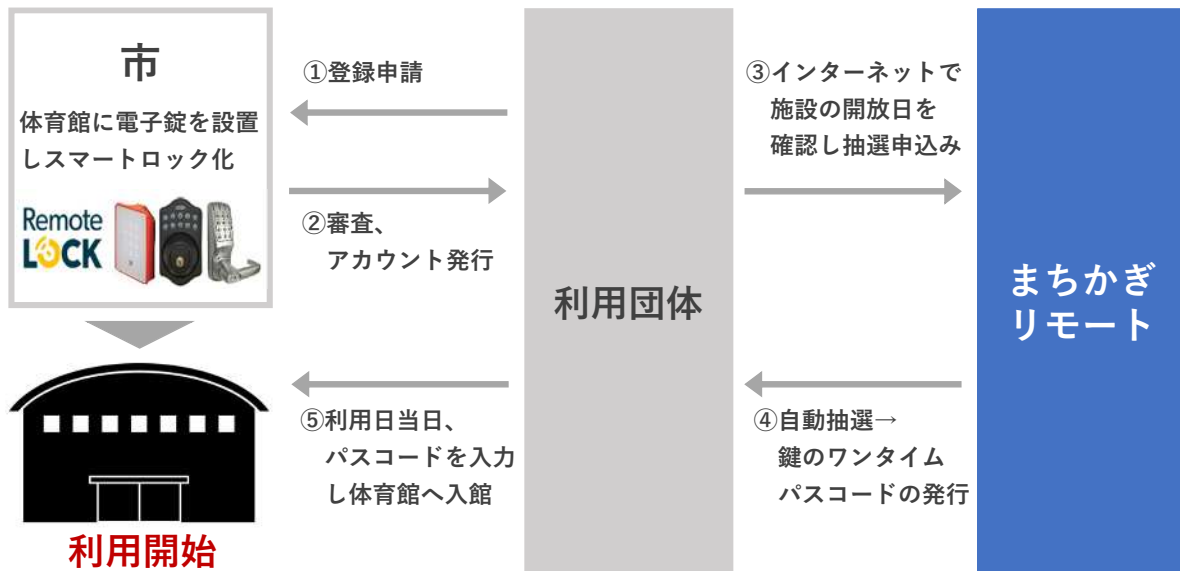 市
体育館に電子錠を設置
しスマートロック化
Remote
LOCK
利用開始
①登録申請
②審査、
アカウント発行
利用団体
③インターネットで
施設の開放日を
確認し抽選申込み
④自動抽選→
鍵のワンタイム
パスコードの発行
⑤利用日当日、
パスコードを入力
し体育館へ入館
まちかぎ
リモート